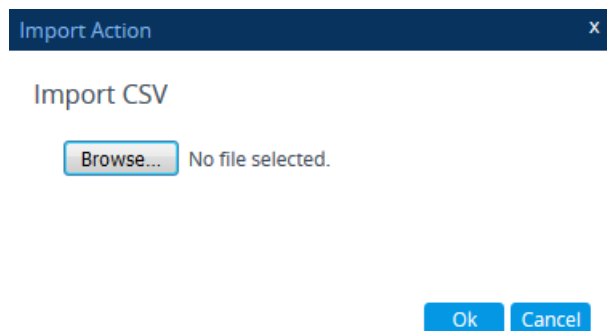 Import Action x
Import CSV
Browse... No file selected.
Ok Cancel